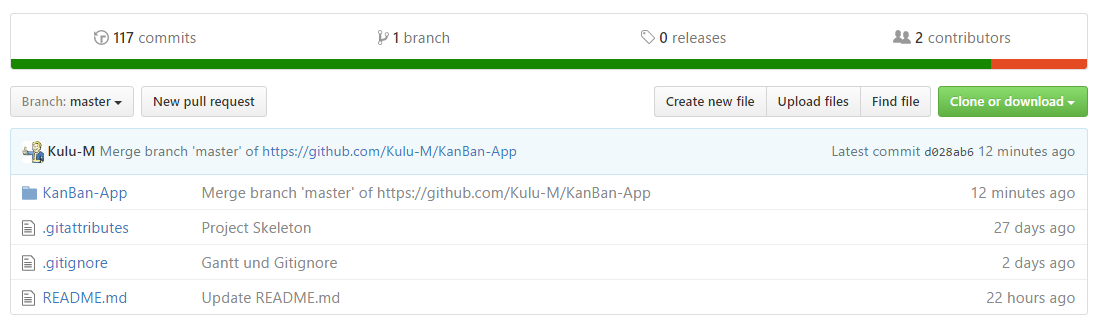 117 commits 1 branch 0 releases 2 contributors
Branch: master New pull request Create new file Upload files Find file Clone or download
Kulu-M Merge branch 'master' of https://github.com/Kulu-M/KanBan-App Latest commit d028ab6 12 minutes ago
KanBan-App Merge branch 'master' of https://github.com/Kulu-M/KanBan-App 12 minutes ago
.gitattributes Project Skeleton 27 days ago
.gitignore Gantt und Gitignore 2 days ago
README.md Update README.md 22 hours ago